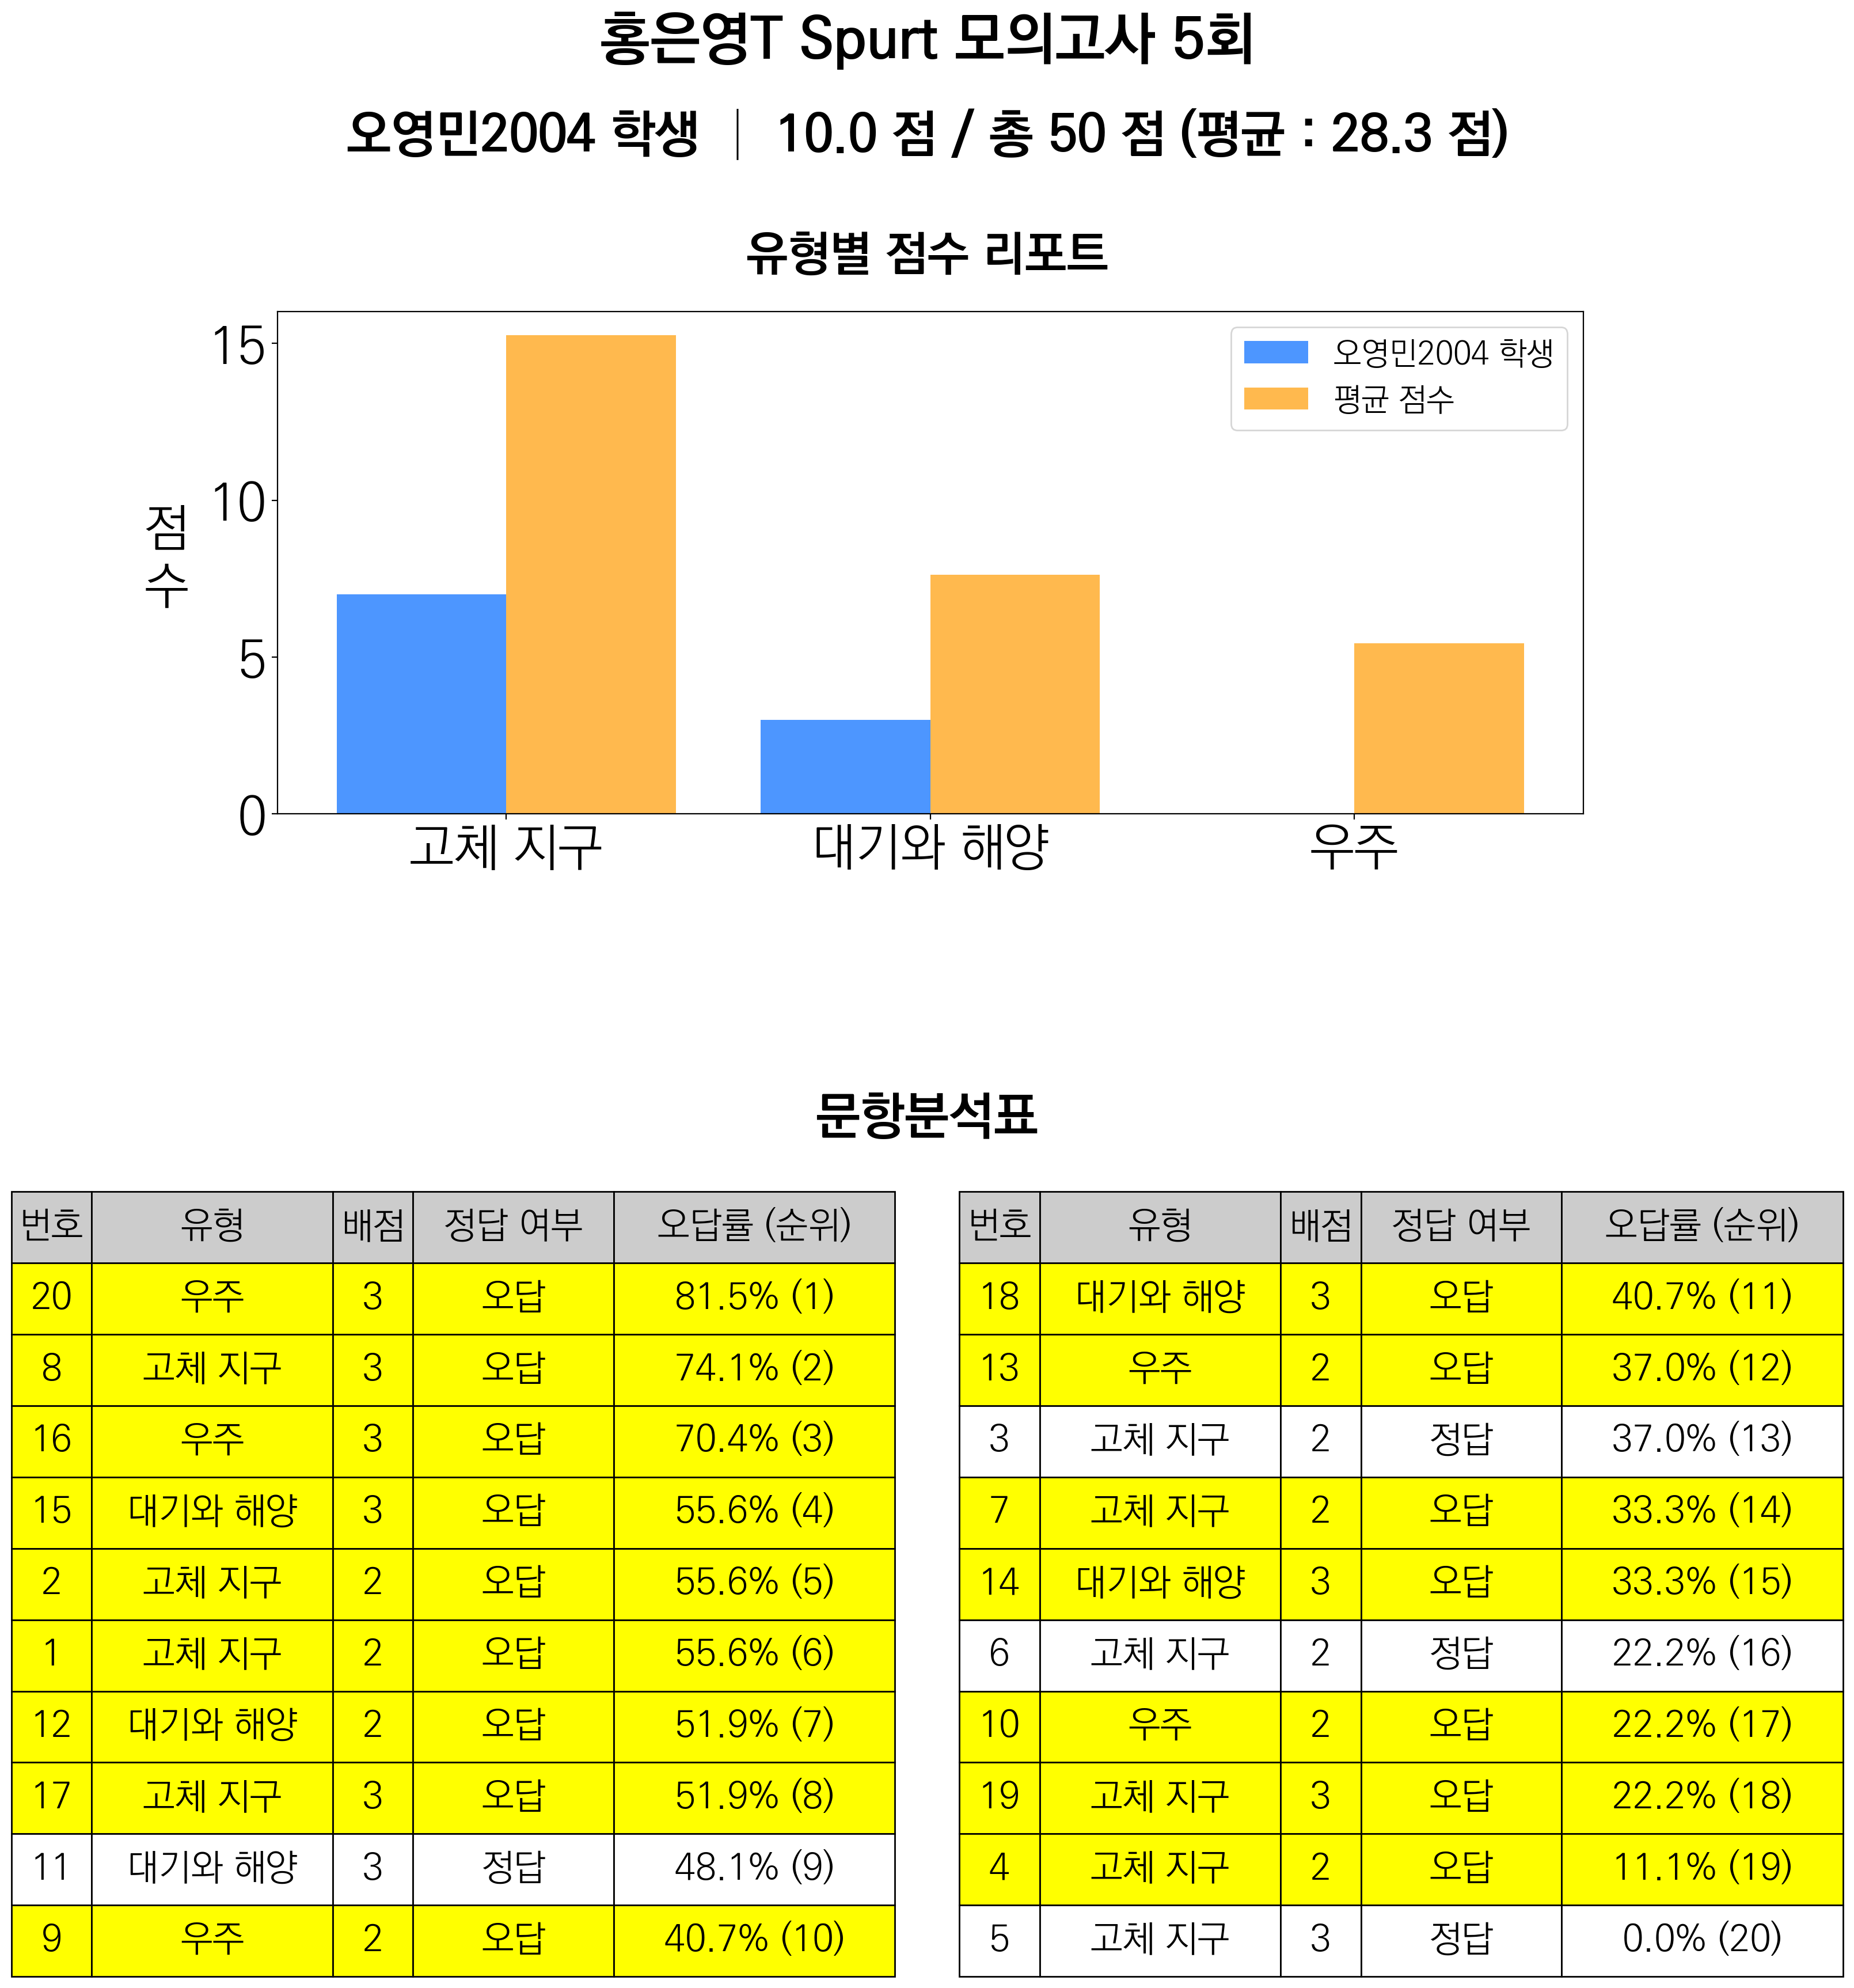 홍은영T Spurt 모의고사 5회
오영민2004 학생 │ 10.0 점 / 총 50 점 (평균 : 28.3 점)
유형별 점수 리포트
점수
15
10
5
0
오영민2004 학생
평균 점수
고체 지구 대기와 해양 우주
문항분석표
번호 유형 배점 정답 여부 오답률 (순위)
20 우주 3 오답 81.5% (1)
8 고체 지구 3 오답 74.1% (2)
16 우주 3 오답 70.4% (3)
15 대기와 해양 3 오답 55.6% (4)
2 고체 지구 2 오답 55.6% (5)
1 고체 지구 2 오답 55.6% (6)
12 대기와 해양 2 오답 51.9% (7)
17 고체 지구 3 오답 51.9% (8)
11 대기와 해양 3 정답 48.1% (9)
9 우주 2 오답 40.7% (10)
번호 유형 배점 정답 여부 오답률 (순위)
18 대기와 해양 3 오답 40.7% (11)
13 우주 2 오답 37.0% (12)
3 고체 지구 2 정답 37.0% (13)
7 고체 지구 2 오답 33.3% (14)
14 대기와 해양 3 오답 33.3% (15)
6 고체 지구 2 정답 22.2% (16)
10 우주 2 오답 22.2% (17)
19 고체 지구 3 오답 22.2% (18)
4 고체 지구 2 오답 11.1% (19)
5 고체 지구 3 정답 0.0% (20)